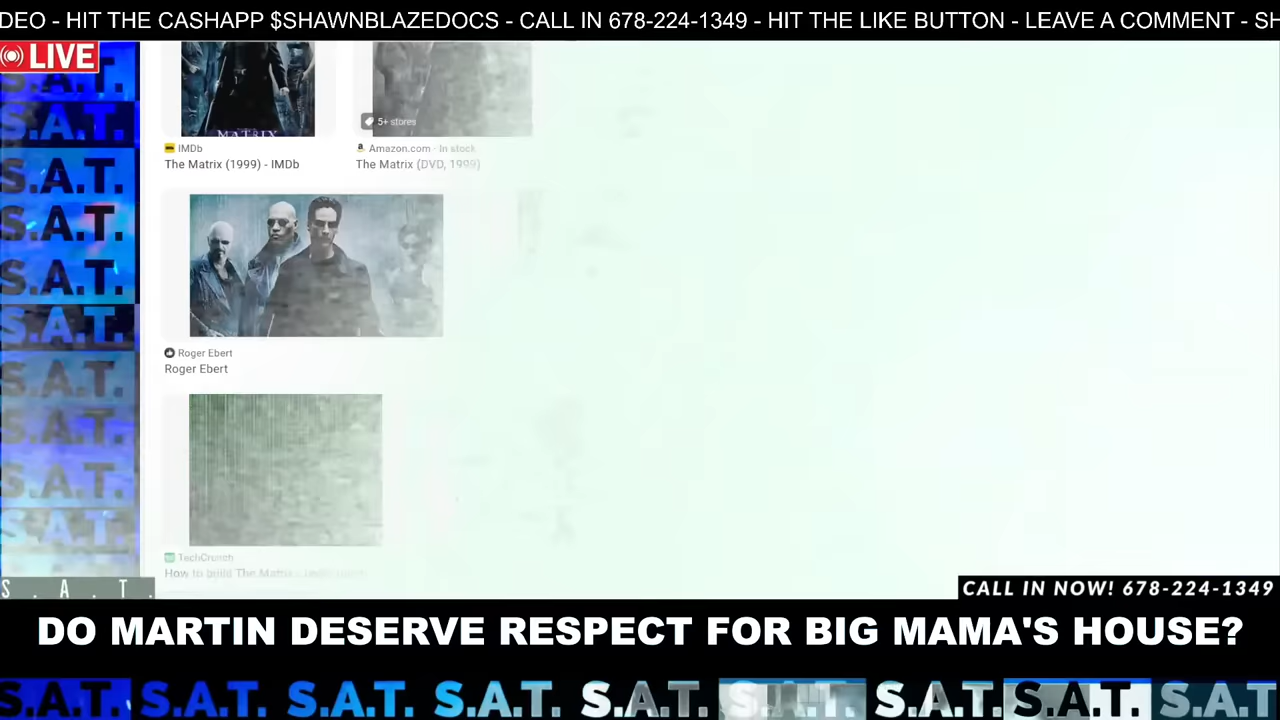 DEO - HIT THE CASHAPP $SHAWNBLAZEDOCS - CALL IN 678-224-1349 - HIT THE LIKE BUTTON - LEAVE A COMMENT - SH
LIVE
S.A.T.
S.A.T.
S.A.T.
S.A.T.
S.A.T.
S.A.T.
S.A.T.
S.A.T.
S.A.T.
S.A.T.
MATRIX
5+ stores
IMDb
The Matrix (1999) - IMDb
Amazon.com · In stock
The Matrix (DVD, 1999)
Roger Ebert
Roger Ebert
TechCrunch
How to build The Matrix
S.A.T.
CALL IN NOW! 678-224-1349
DO MARTIN DESERVE RESPECT FOR BIG MAMA'S HOUSE?
S.A.T. S.A.T. S.A.T. S.A.T. S.A.T. S.A.T. S.A.T. S.A.T. S.A.T